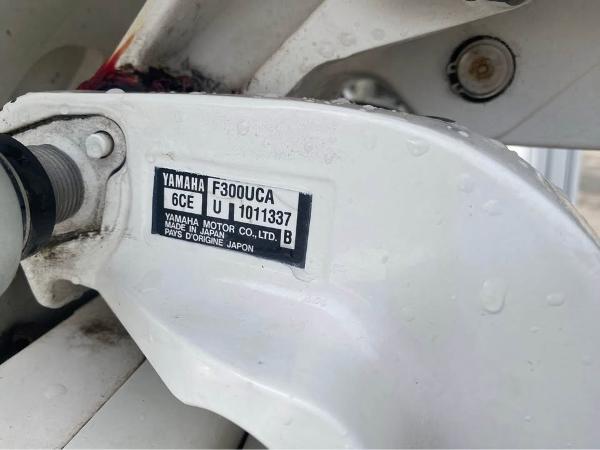 YAMAHA F300UCA
6CE U 1011337
YAMAHA MOTOR CO., LTD. B
MADE IN JAPAN
PAYS D'ORIGINE JAPON